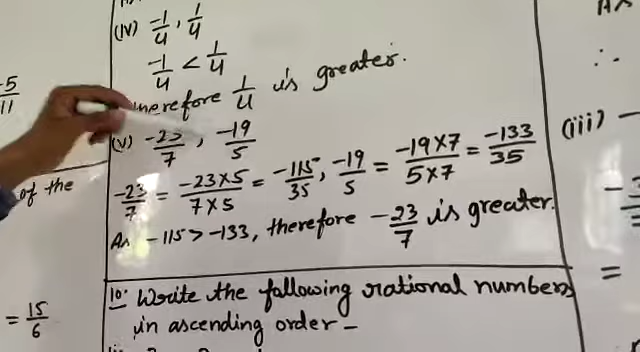 -5/11
of the
= 15/6
(iv) -1/4, 1/4
-1/4 < 1/4
therefore 1/4 is greater.
(v) -23/7, -19/5
-23/7 = -23×5/7×5 = -115/35, -19/5 = -19×7/5×7 = -133/35
As -115 > -133, therefore -23/7 is greater.
10. Write the following rational numbers
in ascending order -
∴
(iii) -
=